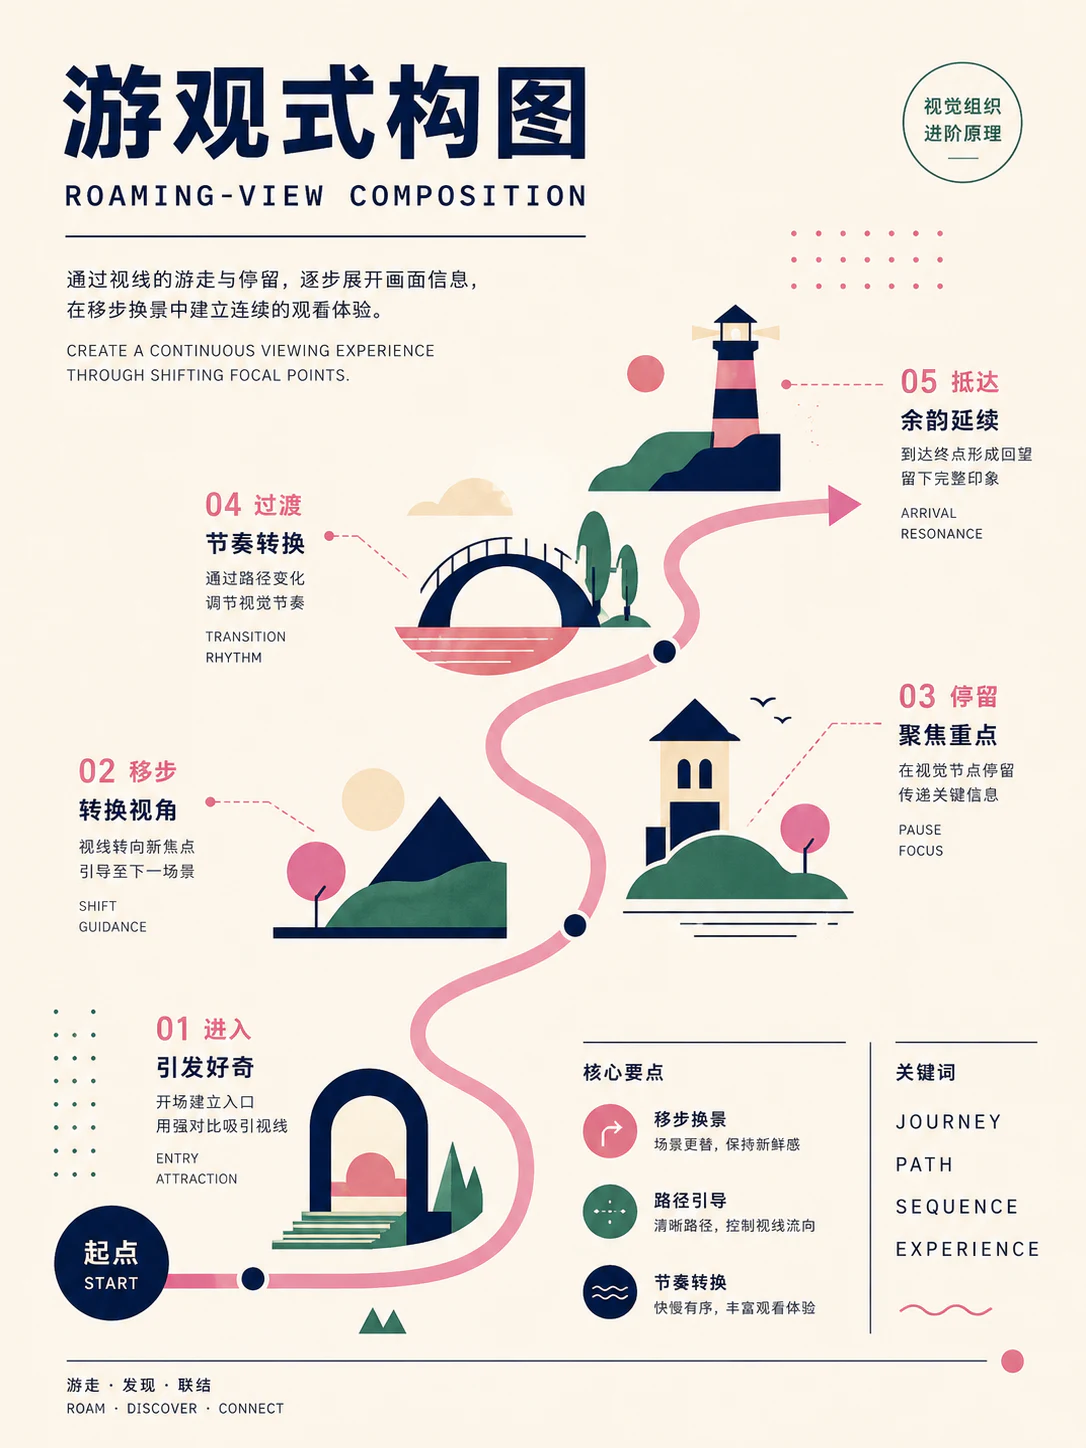 游观式构图
ROAMING-VIEW COMPOSITION
视觉组织
进阶原理
通过视线的游走与停留，逐步展开画面信息，
在移步换景中建立连续的观看体验。
CREATE A CONTINUOUS VIEWING EXPERIENCE
THROUGH SHIFTING FOCAL POINTS.
05 抵达
余韵延续
到达终点形成回望
留下完整印象
ARRIVAL
RESONANCE
04 过渡
节奏转换
通过路径变化
调节视觉节奏
TRANSITION
RHYTHM
03 停留
聚焦重点
在视觉节点停留
传递关键信息
PAUSE
FOCUS
02 移步
转换视角
视线转向新焦点
引导至下一场景
SHIFT
GUIDANCE
01 进入
引发好奇
开场建立入口
用强对比吸引视线
ENTRY
ATTRACTION
起点
START
核心要点
移步换景
场景更替，保持新鲜感
路径引导
清晰路径，控制视线流向
节奏转换
快慢有序，丰富观看体验
关键词
JOURNEY
PATH
SEQUENCE
EXPERIENCE
游走 · 发现 · 联结
ROAM · DISCOVER · CONNECT